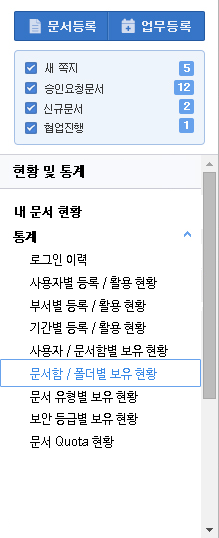 문서등록 업무등록
새 쪽지 5
승인요청문서 12
신규문서 2
협업진행 1
현황 및 통계
내 문서 현황
통계
로그인 이력
사용자별 등록 / 활용 현황
부서별 등록 / 활용 현황
기간별 등록 / 활용 현황
사용자 / 문서함별 보유 현황
문서함 / 폴더별 보유 현황
문서 유형별 보유 현황
보안 등급별 보유 현황
문서 Quota 현황